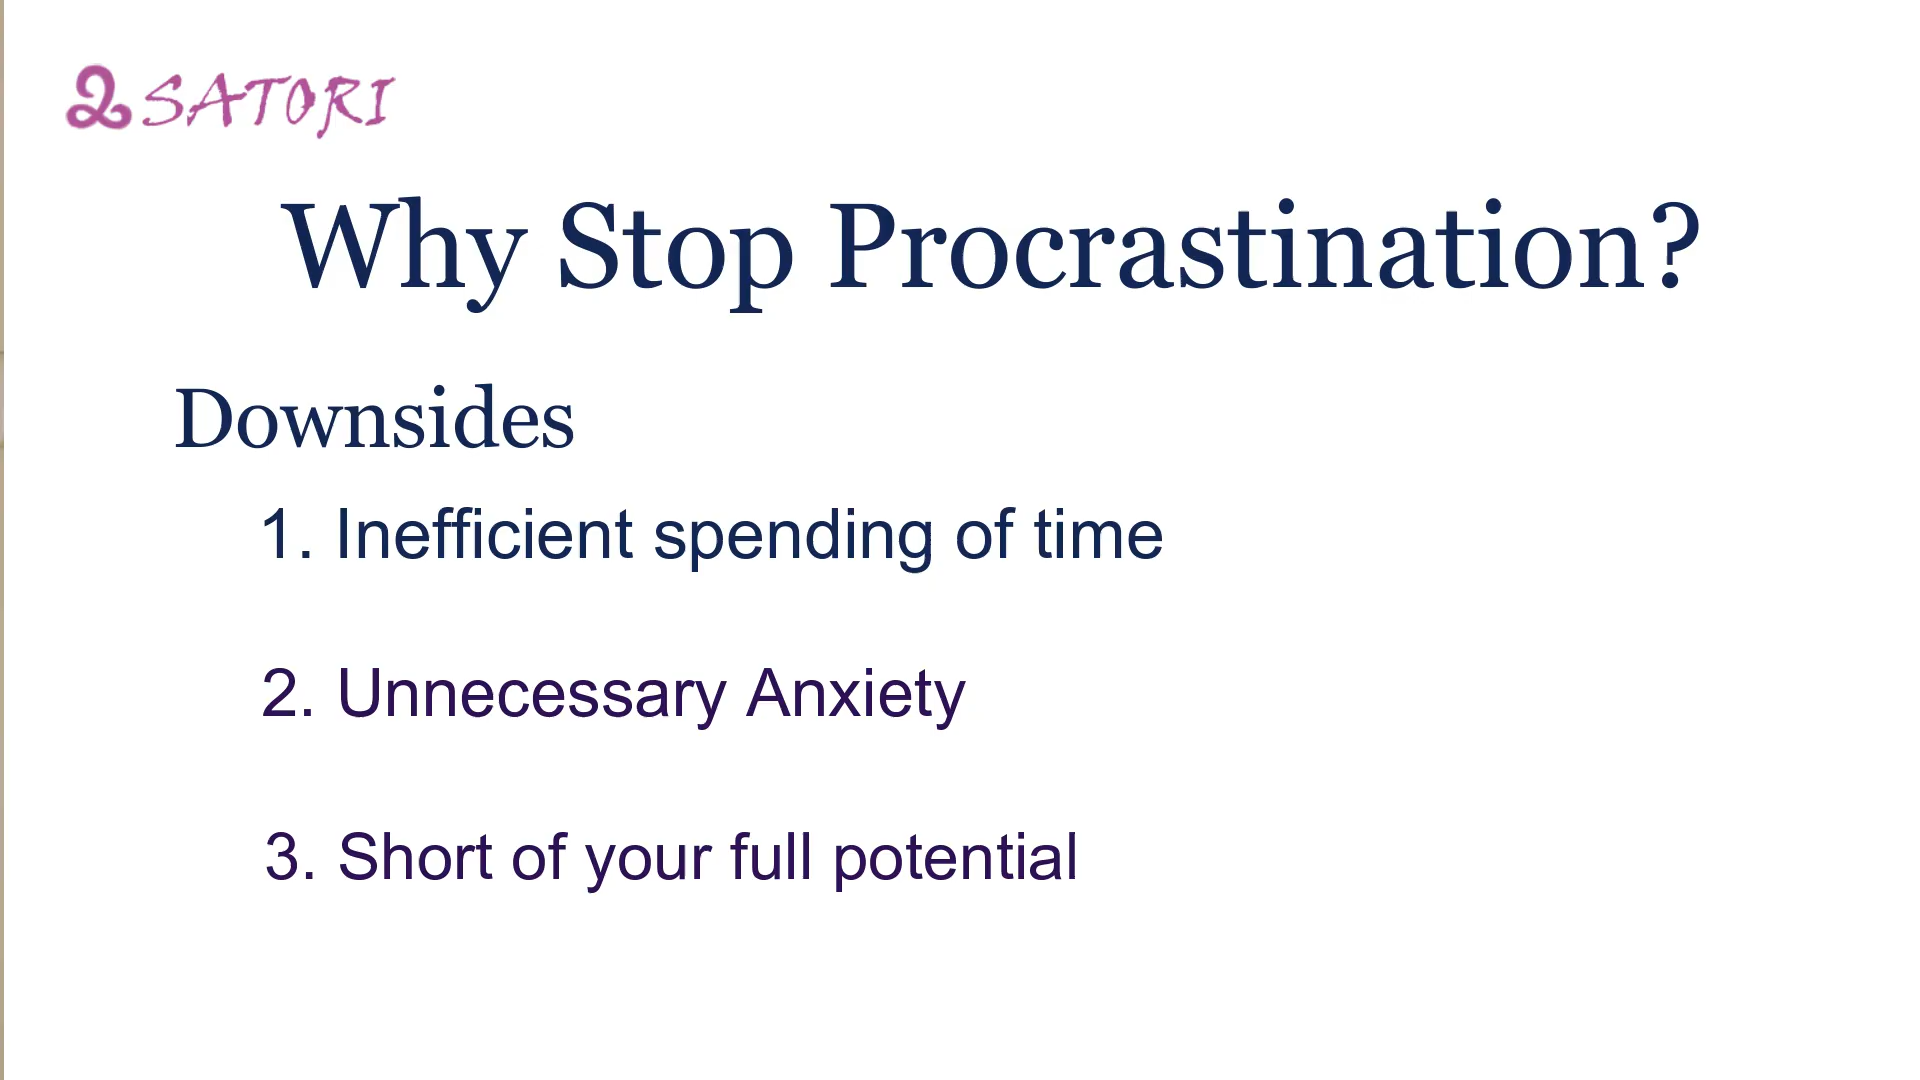 SATORI
Why Stop Procrastination?
Downsides
1. Inefficient spending of time
2. Unnecessary Anxiety
3. Short of your full potential